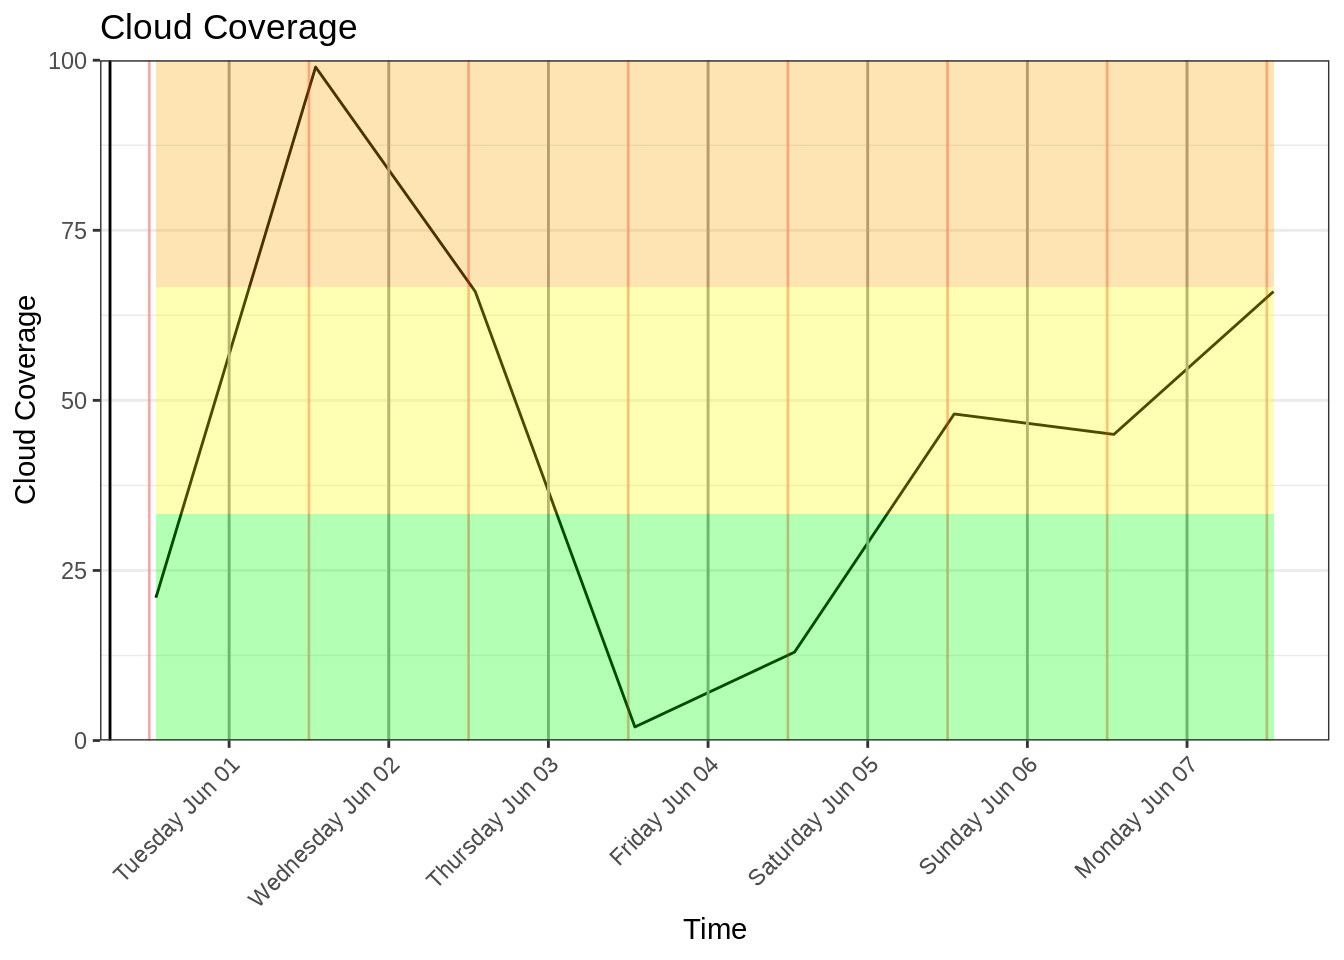 Cloud Coverage
100
75
50
25
0
Cloud Coverage
Tuesday Jun 01
Wednesday Jun 02
Thursday Jun 03
Friday Jun 04
Saturday Jun 05
Sunday Jun 06
Monday Jun 07
Time